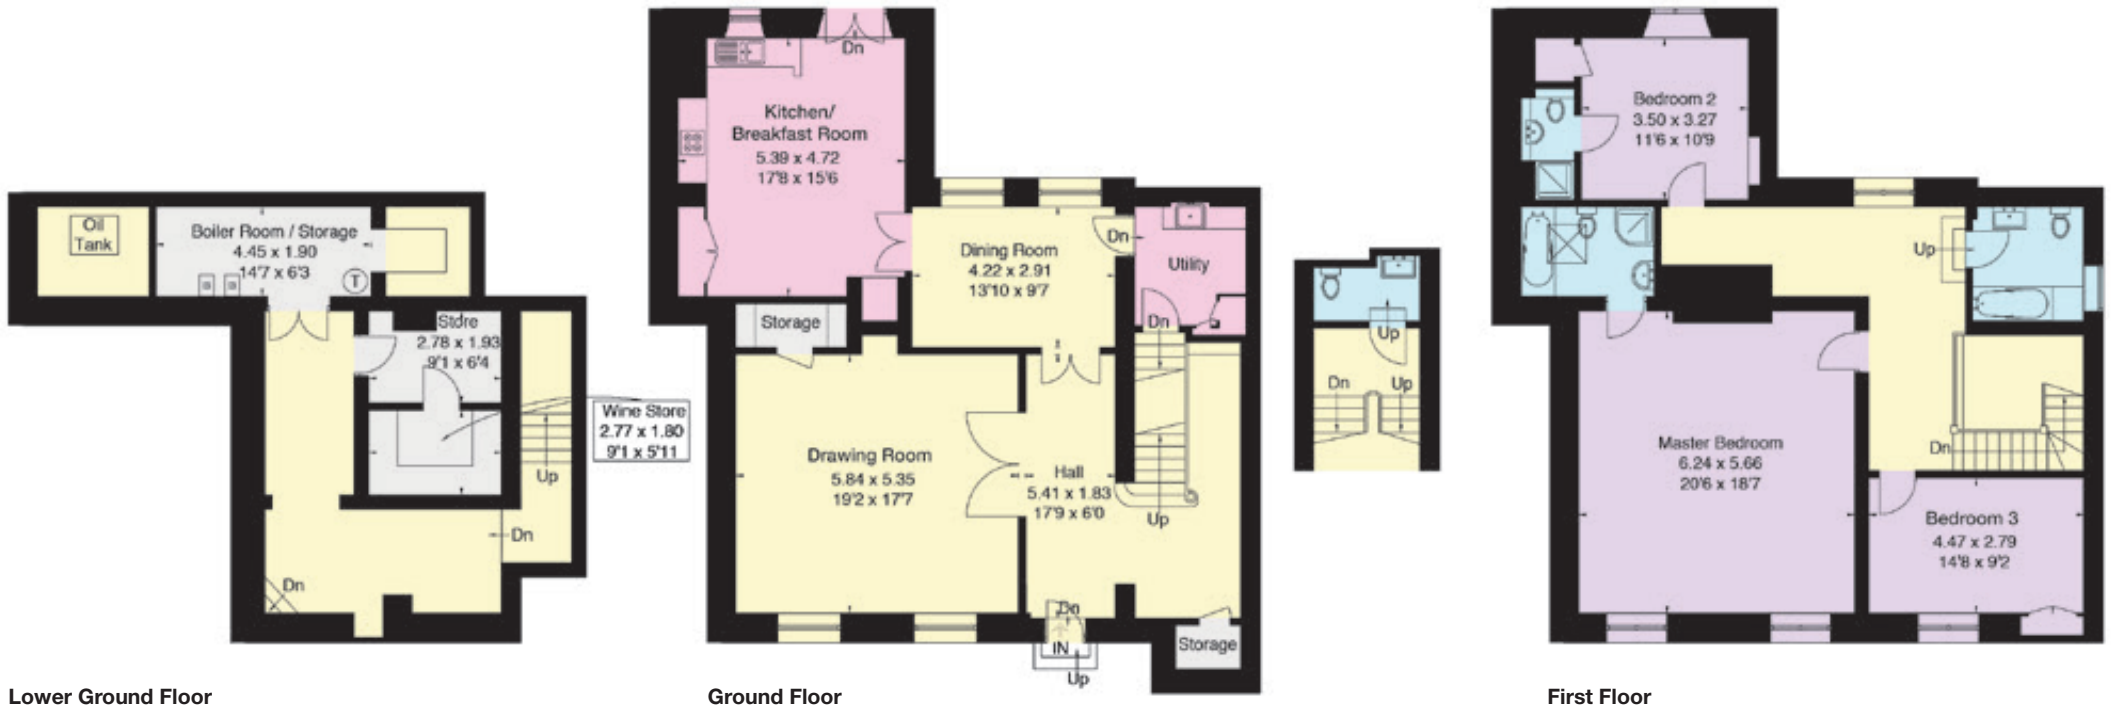 Oil
Tank
Boiler Room / Storage
4.45 x 1.90
14'7 x 6'3
T
Store
2.78 x 1.93
9'1 x 6'4
Wine Store
2.77 x 1.80
9'1 x 5'11
Up
Dn
Dn
Lower Ground Floor
Dn
Kitchen/
Breakfast Room
5.39 x 4.72
17'8 x 15'6
Dining Room
4.22 x 2.91
13'10 x 9'7
Dn
Utility
Dn
Storage
Drawing Room
5.84 x 5.35
19'2 x 17'7
Hall
5.41 x 1.83
17'9 x 6'0
Up
Dn
IN
Up
Storage
Ground Floor
Up
Dn
Up
Bedroom 2
3.50 x 3.27
11'6 x 10'9
Up
Master Bedroom
6.24 x 5.66
20'6 x 18'7
Dn
Bedroom 3
4.47 x 2.79
14'8 x 9'2
First Floor